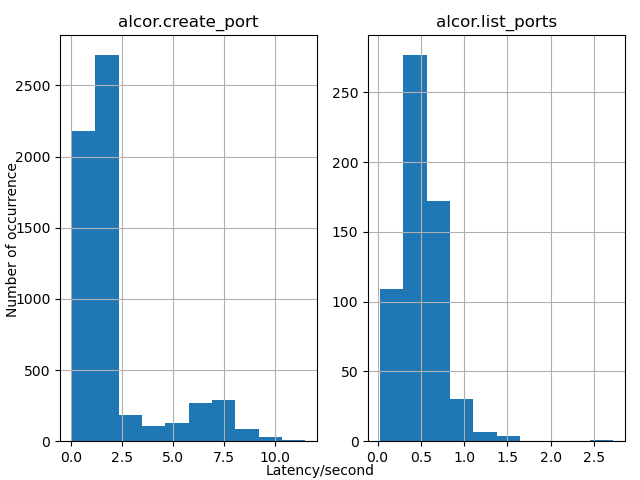 alcor.create_port
alcor.list_ports
Number of occurrence
2500
2000
1500
1000
500
0
0.0 2.5 5.0 7.5 10.0
250
200
150
100
50
0
0.0 0.5 1.0 1.5 2.0 2.5
Latency/second